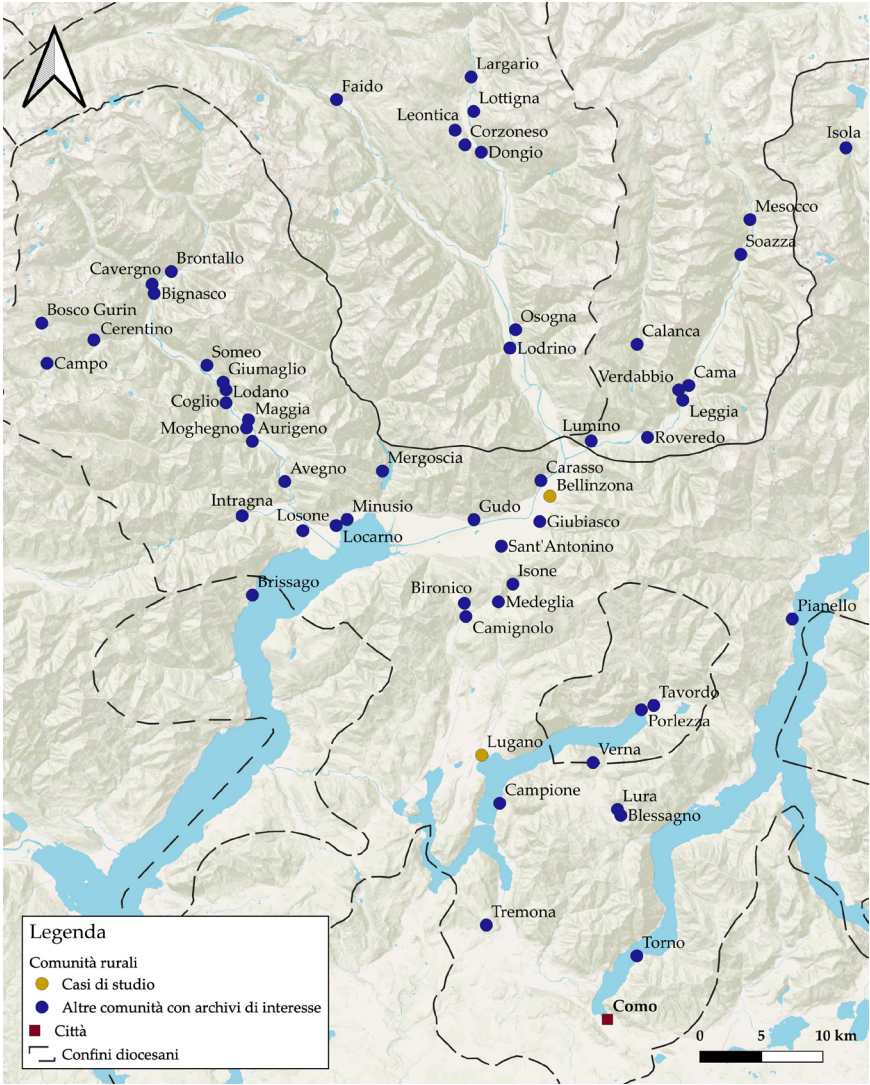 Largario
Faido
Lottigna
Leontica
Corzoneso
Isola
Dongio
Mesocco
Soazza
Brontallo
Cavergno
Bignasco
Bosco Gurin
Osogna
Cerentino
Calanca
Lodrino
Someo
Campo
Giumaglio
Cama
Verdabbio
Lodano
Coglio
Leggia
Maggia
Moghegno
Aurigeno
Lumino
Roveredo
Mergoscia
Avegno
Carasso
Bellinzona
Intragna
Minusio
Gudo
Losone
Giubiasco
Locarno
Sant'Antonino
Isone
Brissago
Bironico
Medeglia
Pianello
Camignolo
Tavordo
Porlezza
Lugano
Verna
Campione
Lura
Blessagno
Tremona
Torno
Como
Legenda
Comunità rurali
Casi di studio
Altre comunità con archivi di interesse
Città
Confini diocesani
0 5 10 km